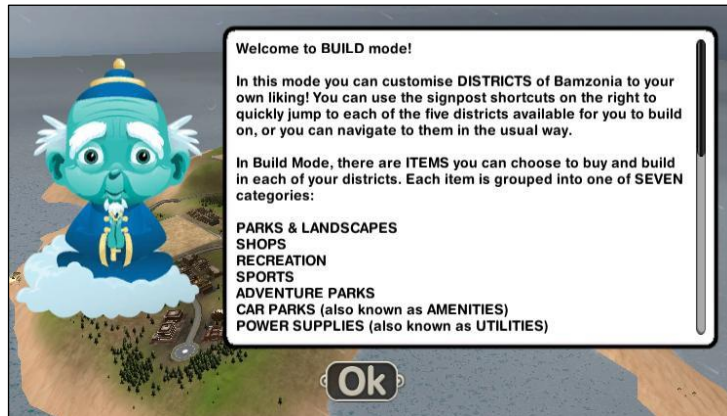 Welcome to BUILD mode!
In this mode you can customise DISTRICTS of Bamzonia to your
own liking! You can use the signpost shortcuts on the right to
quickly jump to each of the five districts available for you to build
on, or you can navigate to them in the usual way.
In Build Mode, there are ITEMS you can choose to buy and build
in each of your districts. Each item is grouped into one of SEVEN
categories:
PARKS & LANDSCAPES
SHOPS
RECREATION
SPORTS
ADVENTURE PARKS
CAR PARKS (also known as AMENITIES)
POWER SUPPLIES (also known as UTILITIES)
Ok